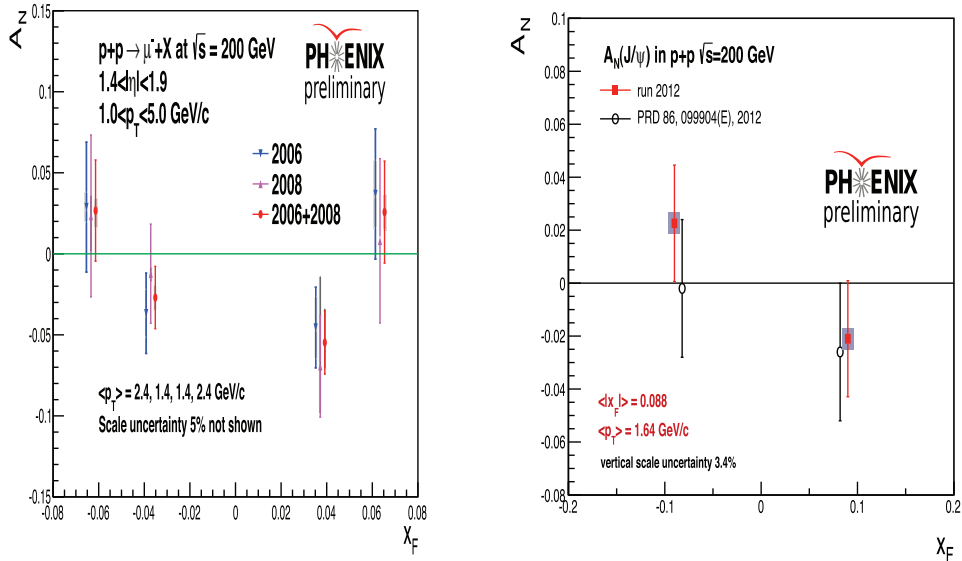 A_N
0.15
0.1
0.05
0
-0.05
-0.1
-0.15
p+p → μ⁻+X at √s = 200 GeV
1.4<|η|<1.9
1.0<p_T<5.0 GeV/c
PHENIX
preliminary
2006
2008
2006+2008
<p_T> = 2.4, 1.4, 1.4, 2.4 GeV/c
Scale uncertainty 5% not shown
-0.08 -0.06 -0.04 -0.02 0 0.02 0.04 0.06 0.08
x_F
A_N
0.1
0.08
0.06
0.04
0.02
0
-0.02
-0.04
-0.06
-0.08
A_N(J/ψ) in p+p √s=200 GeV
run 2012
PRD 86, 099904(E), 2012
PHENIX
preliminary
<|x_F|> = 0.088
<p_T> = 1.64 GeV/c
vertical scale uncertainty 3.4%
-0.2 -0.1 0 0.1 0.2
x_F